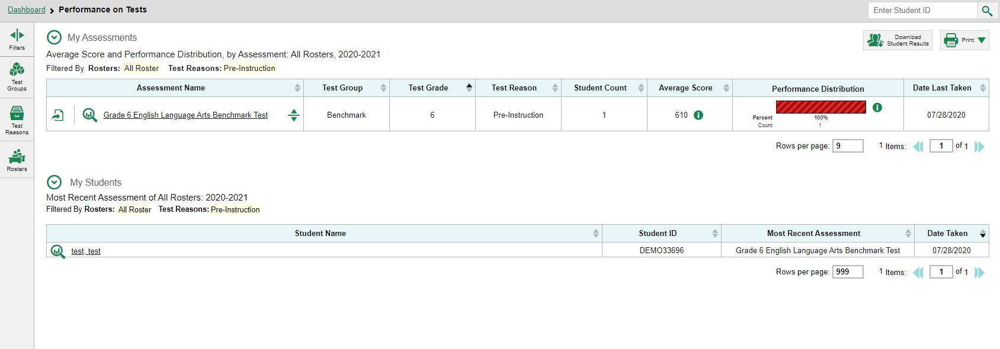 Dashboard > Performance on Tests
Enter Student ID
Filters
Test
Groups
Test
Reasons
Rosters
My Assessments
Download
Student Results
Print
Average Score and Performance Distribution, by Assessment: All Rosters, 2020-2021
Filtered By Rosters: All Roster Test Reasons: Pre-Instruction
Assessment Name Test Group Test Grade Test Reason Student Count Average Score Performance Distribution Date Last Taken
Grade 6 English Language Arts Benchmark Test Benchmark 6 Pre-Instruction 1 610 07/28/2020
Percent 100%
Count 1
Rows per page: 9 1 Items: 1 of 1
My Students
Most Recent Assessment of All Rosters: 2020-2021
Filtered By Rosters: All Roster Test Reasons: Pre-Instruction
Student Name Student ID Most Recent Assessment Date Taken
test, test DEMO33696 Grade 6 English Language Arts Benchmark Test 07/28/2020
Rows per page: 999 1 Items: 1 of 1